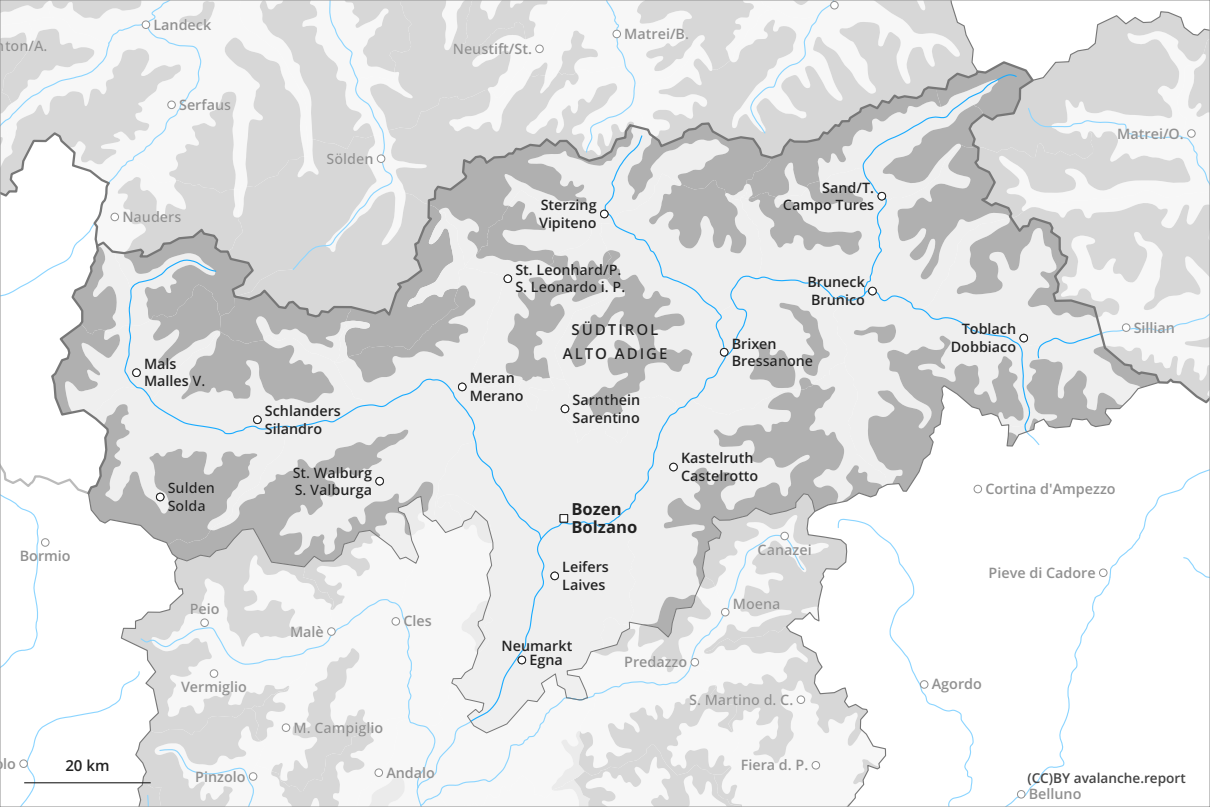 Landeck
nton/A.
Neustift/St.
Matrei/B.
Serfaus
Matrei/O.
Sölden
Nauders
Sand/T.
Campo Tures
Sterzing
Vipiteno
St. Leonhard/P.
S. Leonardo i. P.
Bruneck
Brunico
SÜDTIROL
ALTO ADIGE
Toblach
Dobbiaco
Sillian
Brixen
Bressanone
Mals
Malles V.
Meran
Merano
Schlanders
Silandro
Sarnthein
Sarentino
St. Walburg
S. Valburga
Kastelruth
Castelrotto
Sulden
Solda
Cortina d'Ampezzo
Bozen
Bolzano
Bormio
Canazei
Leifers
Laives
Pieve di Cadore
Peio
Moena
Malè
Cles
Neumarkt
Egna
Predazzo
Vermiglio
Agordo
S. Martino d. C.
M. Campiglio
olo
20 km
Pinzolo
Andalo
Fiera d. P.
(CC)BY avalanche.report
Belluno